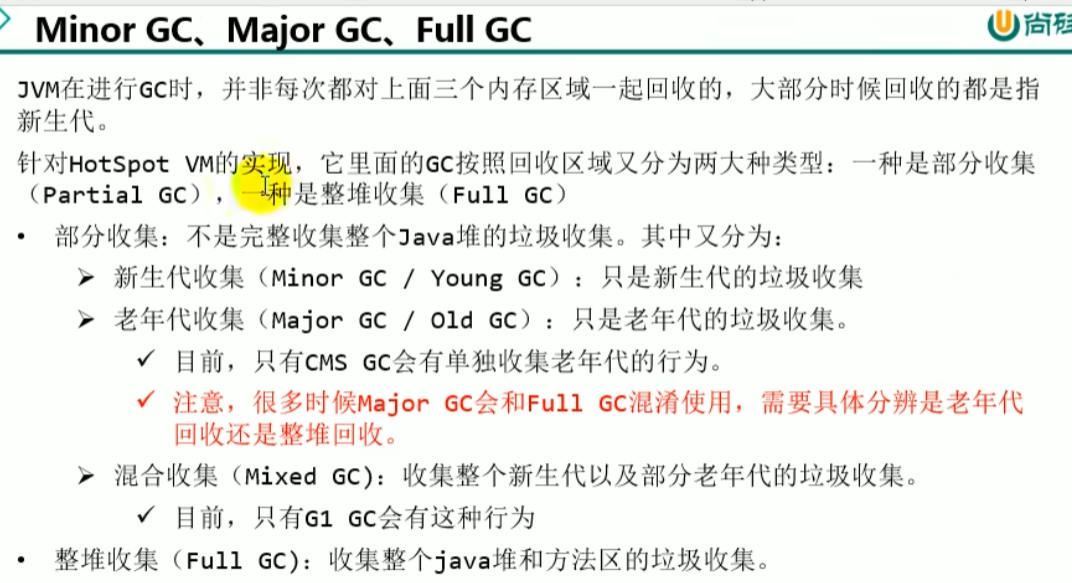 Minor GC、Major GC、Full GC
尚硅
JVM在进行GC时，并非每次都对上面三个内存区域一起回收的，大部分时候回收的都是指
新生代。
针对HotSpot VM的实现，它里面的GC按照回收区域又分为两大种类型：一种是部分收集
（Partial GC），一种是整堆收集（Full GC）
• 部分收集：不是完整收集整个Java堆的垃圾收集。其中又分为：
➢ 新生代收集（Minor GC / Young GC）：只是新生代的垃圾收集
➢ 老年代收集（Major GC / Old GC）：只是老年代的垃圾收集。
✓ 目前，只有CMS GC会有单独收集老年代的行为。
✓ 注意，很多时候Major GC会和Full GC混淆使用，需要具体分辨是老年代
回收还是整堆回收。
➢ 混合收集（Mixed GC）：收集整个新生代以及部分老年代的垃圾收集。
✓ 目前，只有G1 GC会有这种行为
• 整堆收集（Full GC）：收集整个java堆和方法区的垃圾收集。